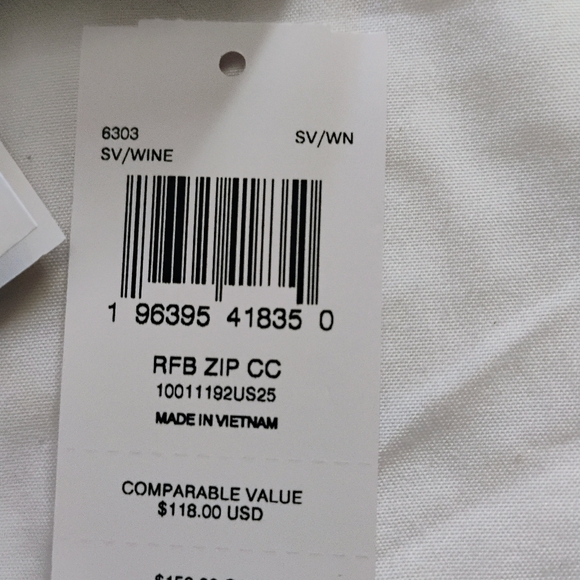 6303 SV/WN
SV/WINE
1 96395 41835 0
RFB ZIP CC
10011192US25
MADE IN VIETNAM
COMPARABLE VALUE
$118.00 USD